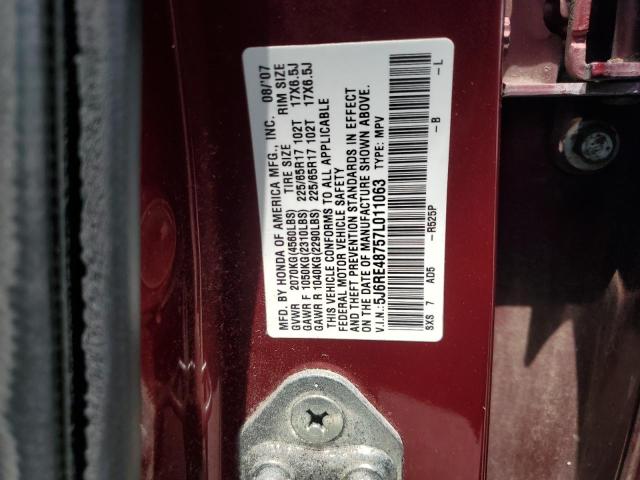 MFD. BY HONDA OF AMERICA MFG., INC. 08/'07
TIRE SIZE RIM SIZE
GVWR 2070KG(4560LBS)
GAWR F 1050KG(2310LBS) 225/65R17 102T 17X6.5J
GAWR R 1040KG(2290LBS) 225/65R17 102T 17X6.5J
THIS VEHICLE CONFORMS TO ALL APPLICABLE
FEDERAL MOTOR VEHICLE SAFETY
AND THEFT PREVENTION STANDARDS IN EFFECT
ON THE DATE OF MANUFACTURE SHOWN ABOVE.
V.I.N.:5J6RE48757L011063 TYPE: MPV
SXS 7 AD5 -R525P -B -L